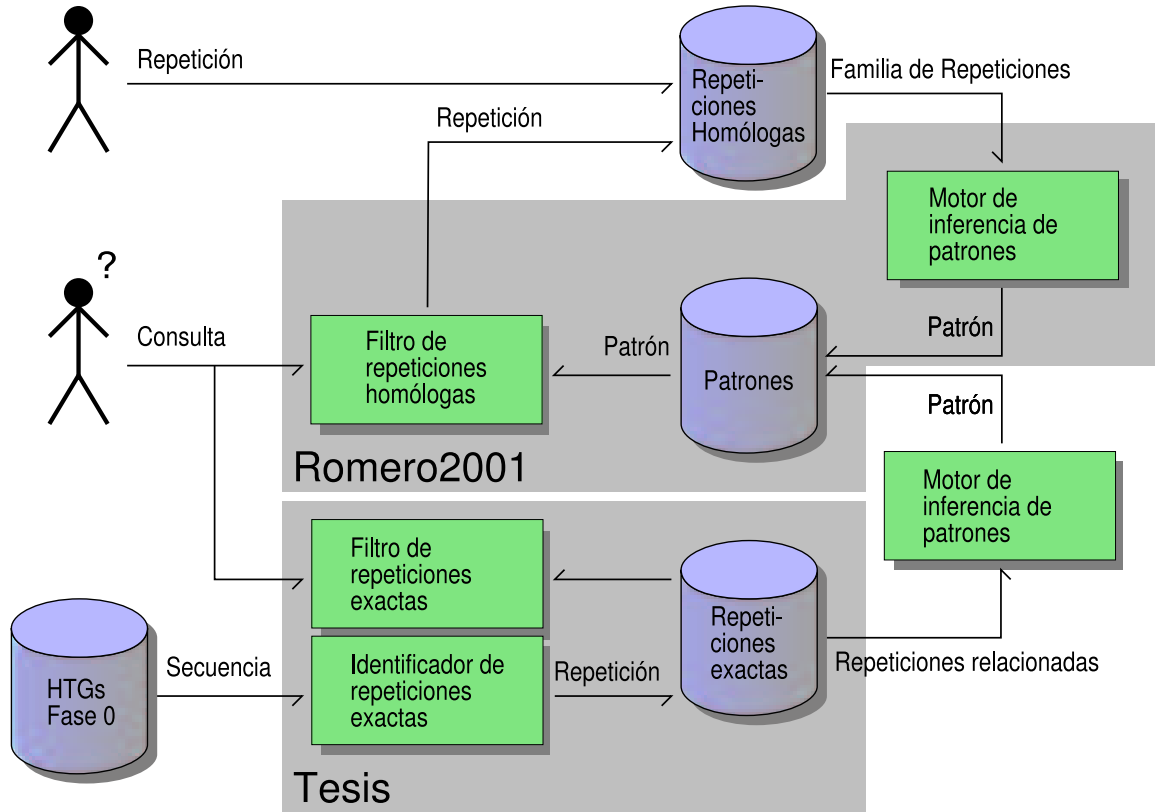 Repetición
Repeti-
ciones
Homólogas
Familia de Repeticiones
Repetición
Motor de
inferencia de
patrones
?
Consulta
Filtro de
repeticiones
homólogas
Patrón
Patrones
Patrón
Patrón
Romero2001
Motor de
inferencia de
patrones
Filtro de
repeticiones
exactas
Repeti-
ciones
exactas
HTGs
Fase 0
Secuencia
Identificador de
repeticiones
exactas
Repetición
Repeticiones relacionadas
Tesis